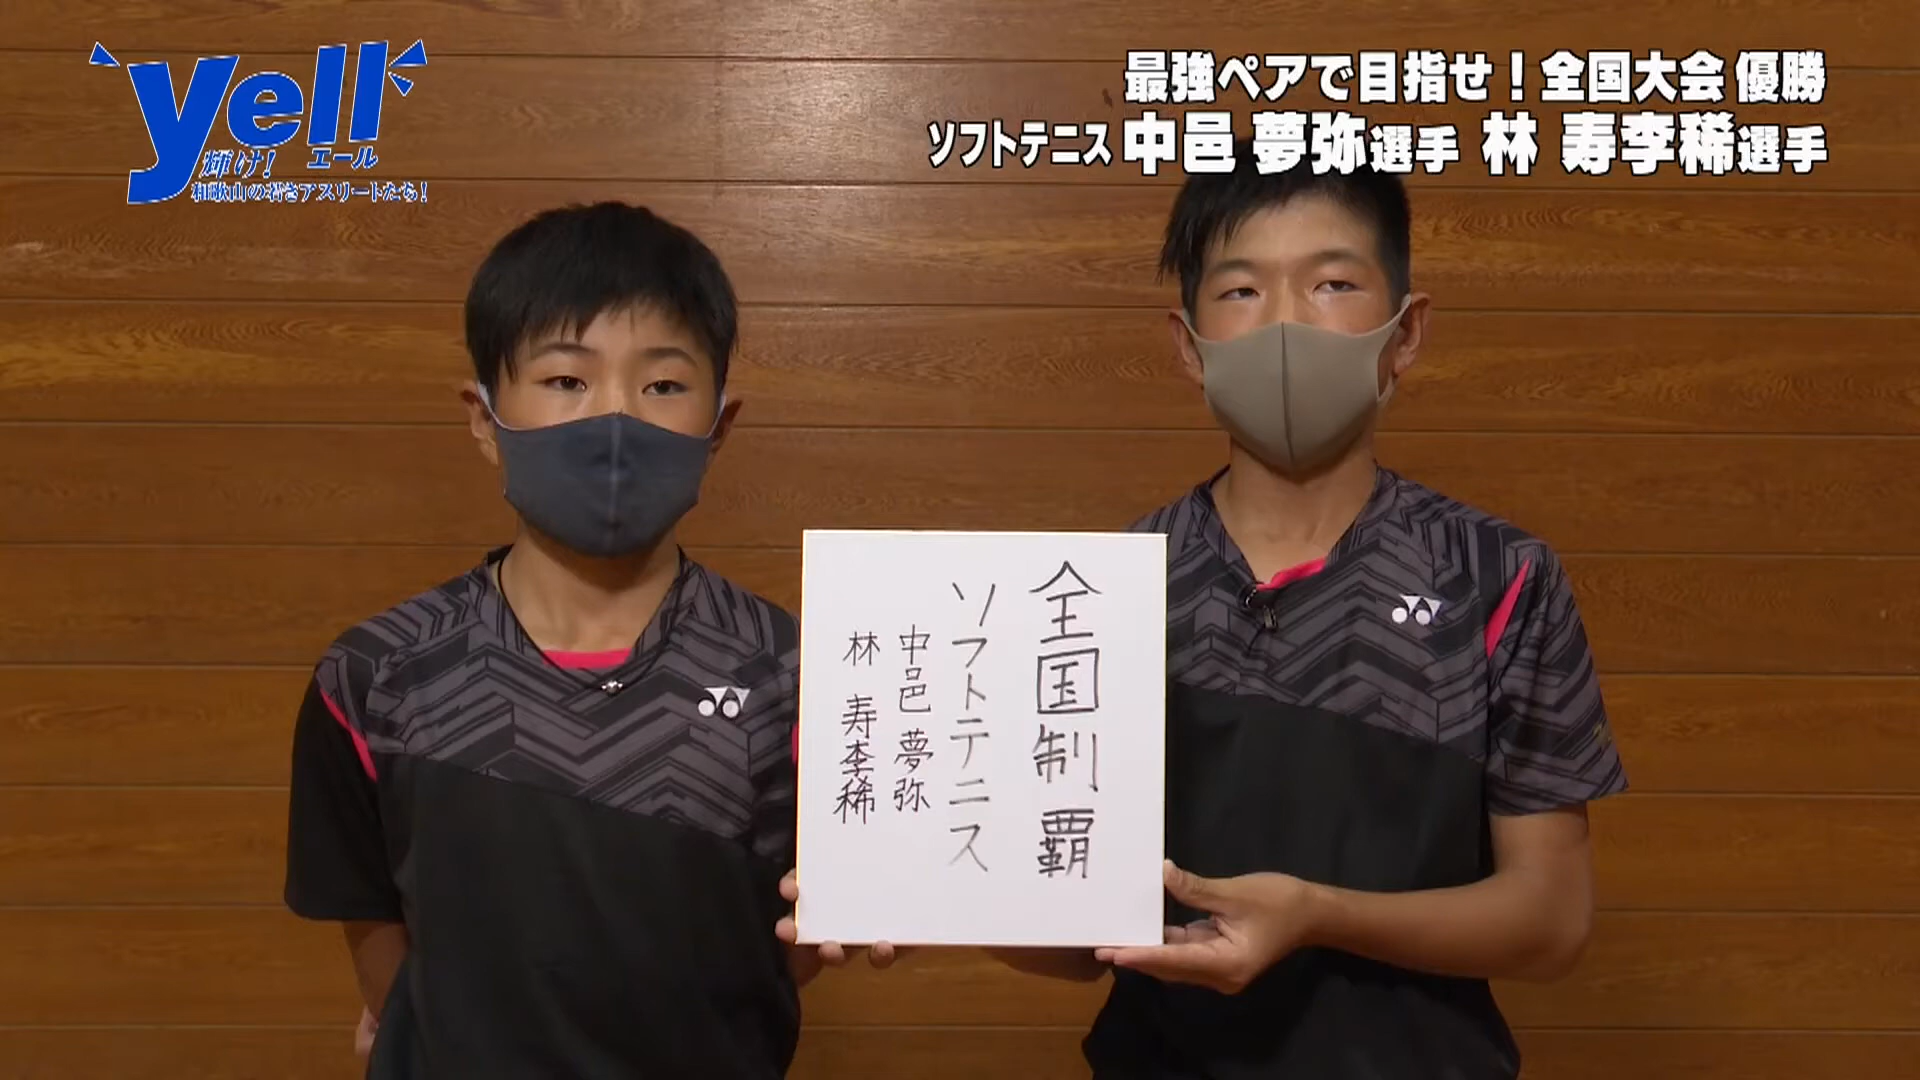 yell
エール
輝け!
和歌山の若きアスリートたち!
最強ペアで目指せ!全国大会 優勝
ソフトテニス 中邑 夢弥選手 林 寿李稀選手
全国制覇
ソフトテニス
中邑 夢弥
林 寿李稀